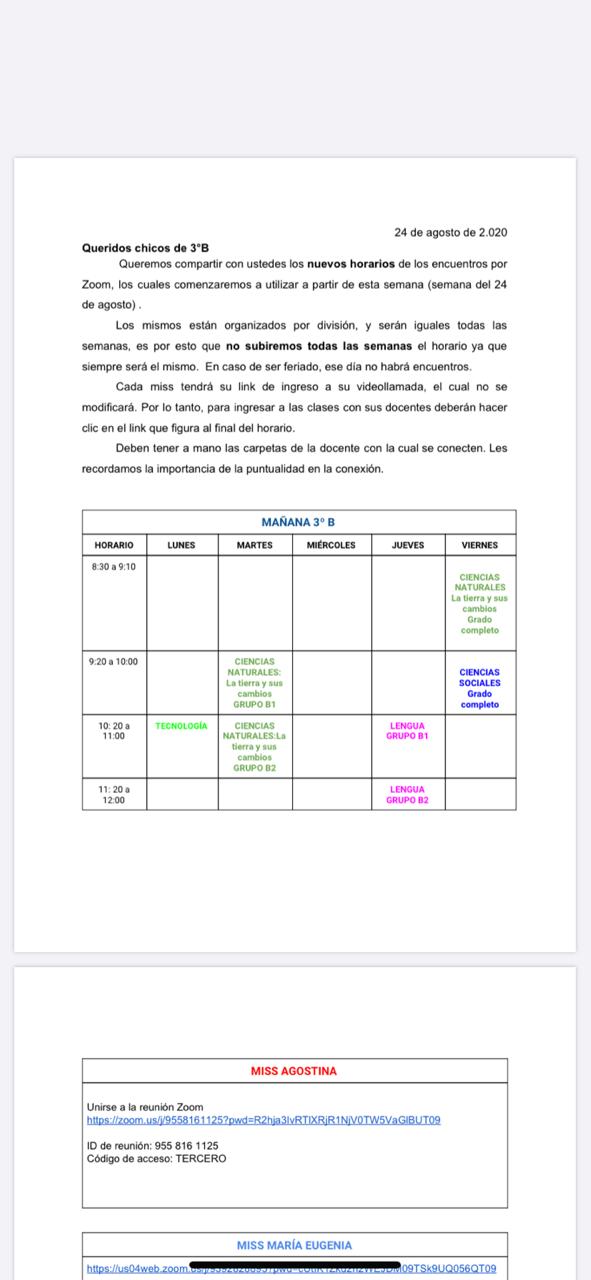 24 de agosto de 2.020
Queridos chicos de 3°B
Queremos compartir con ustedes los nuevos horarios de los encuentros por
Zoom, los cuales comenzaremos a utilizar a partir de esta semana (semana del 24
de agosto) .
Los mismos están organizados por división, y serán iguales todas las
semanas, es por esto que no subiremos todas las semanas el horario ya que
siempre será el mismo. En caso de ser feriado, ese día no habrá encuentros.
Cada miss tendrá su link de ingreso a su videollamada, el cual no se
modificará. Por lo tanto, para ingresar a las clases con sus docentes deberán hacer
clic en el link que figura al final del horario.
Deben tener a mano las carpetas de la docente con la cual se conecten. Les
recordamos la importancia de la puntualidad en la conexión.
MAÑANA 3º B
HORARIO LUNES MARTES MIÉRCOLES JUEVES VIERNES
8:30 a 9:10
CIENCIAS
NATURALES
La tierra y sus
cambios
Grado
completo
9:20 a 10:00
CIENCIAS
NATURALES:
La tierra y sus
cambios
GRUPO B1
CIENCIAS
SOCIALES
Grado
completo
10: 20 a
11:00
TECNOLOGÍA
CIENCIAS
NATURALES:La
tierra y sus
cambios
GRUPO B2
LENGUA
GRUPO B1
11: 20 a
12:00
LENGUA
GRUPO B2
MISS AGOSTINA
Unirse a la reunión Zoom
https://zoom.us/j/9558161125?pwd=R2hja3lvRTlXRjR1NjV0TW5VaGlBUT09
ID de reunión: 955 816 1125
Código de acceso: TERCERO
MISS MARÍA EUGENIA